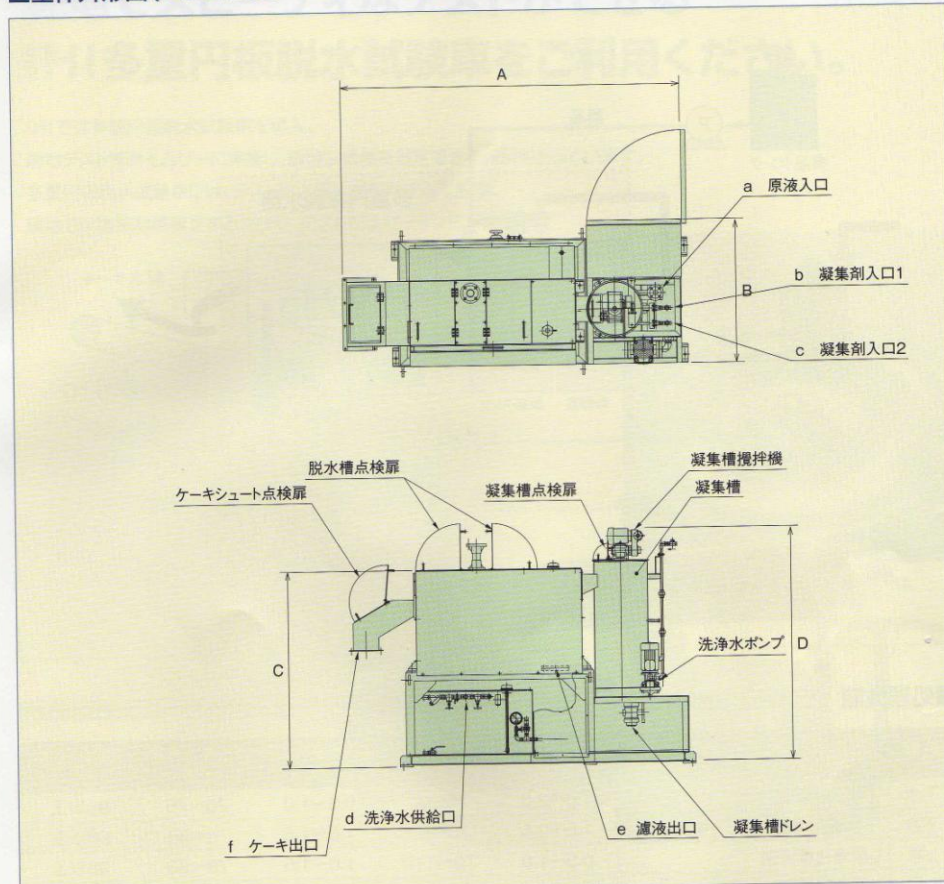 A
a 原液入口
B
b 凝集剤入口1
c 凝集剤入口2
脱水槽点検扉
凝集槽攪拌機
ケーキシュート点検扉
凝集槽点検扉
凝集槽
洗浄水ポンプ
C
D
d 洗浄水供給口
e 濾液出口
凝集槽ドレン
f ケーキ出口